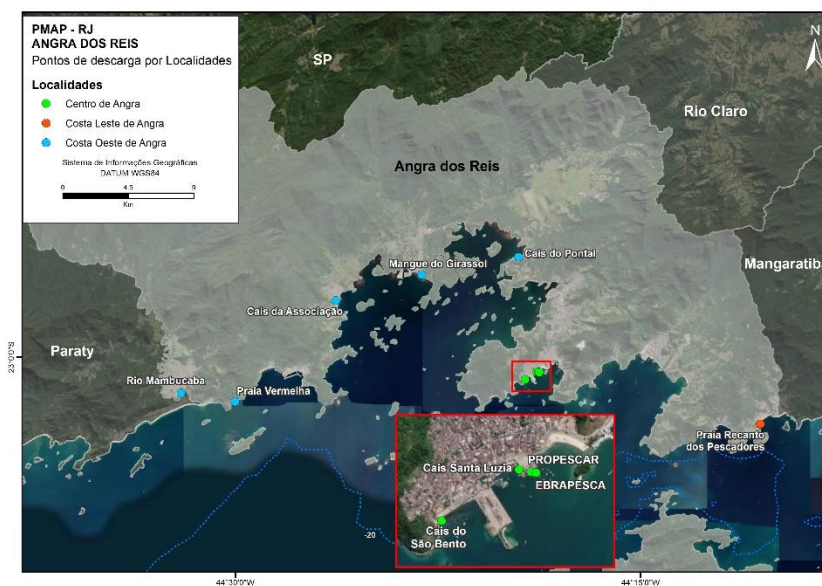 PMAP - RJ
ANGRA DOS REIS
Pontos de descarga por Localidades
Localidades
Centro de Angra
Costa Leste de Angra
Costa Oeste de Angra
Sistema de Informações Geográficas
DATUM WGS84
0 4.5 9
Km
SP
N
Rio Claro
Angra dos Reis
Mangaratiba
Cais do Pontal
Mangue do Girassol
Cais da Associação
23°0'0"S
Paraty
Rio Mambucaba
Praia Vermelha
Praia Recanto
dos Pescadores
PROPESCAR
Cais Santa Luzia
EBRAPESCA
Cais do
São Bento
-20
44°30'0"W
44°15'0"W